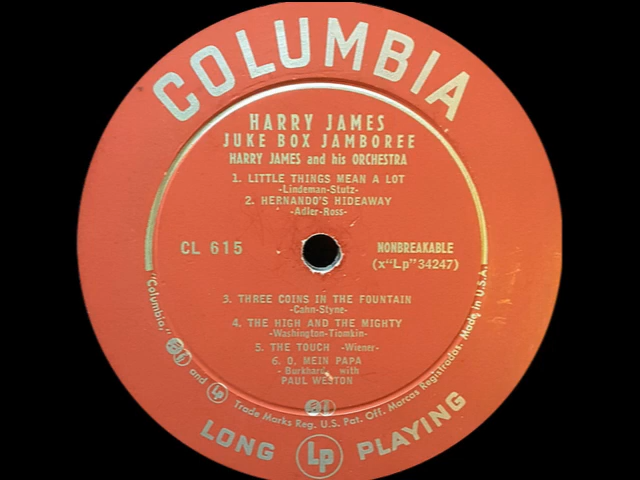 COLUMBIA
HARRY JAMES
JUKE BOX JAMBOREE
HARRY JAMES and his ORCHESTRA
1. LITTLE THINGS MEAN A LOT
-Lindeman-Stutz-
2. HERNANDO'S HIDEAWAY
-Adler-Ross-
CL 615
NONBREAKABLE
(x"Lp"34247)
3. THREE COINS IN THE FOUNTAIN
-Cahn-Styne-
4. THE HIGH AND THE MIGHTY
-Washington-Tiomkin-
5. THE TOUCH -Wiener-
6. O, MEIN PAPA
- Burkhard - with
PAUL WESTON
"Columbia," and Lp Trade Marks Reg. U.S. Pat. Off. Marcas Registradas. Made in U.S.A.
LONG Lp PLAYING